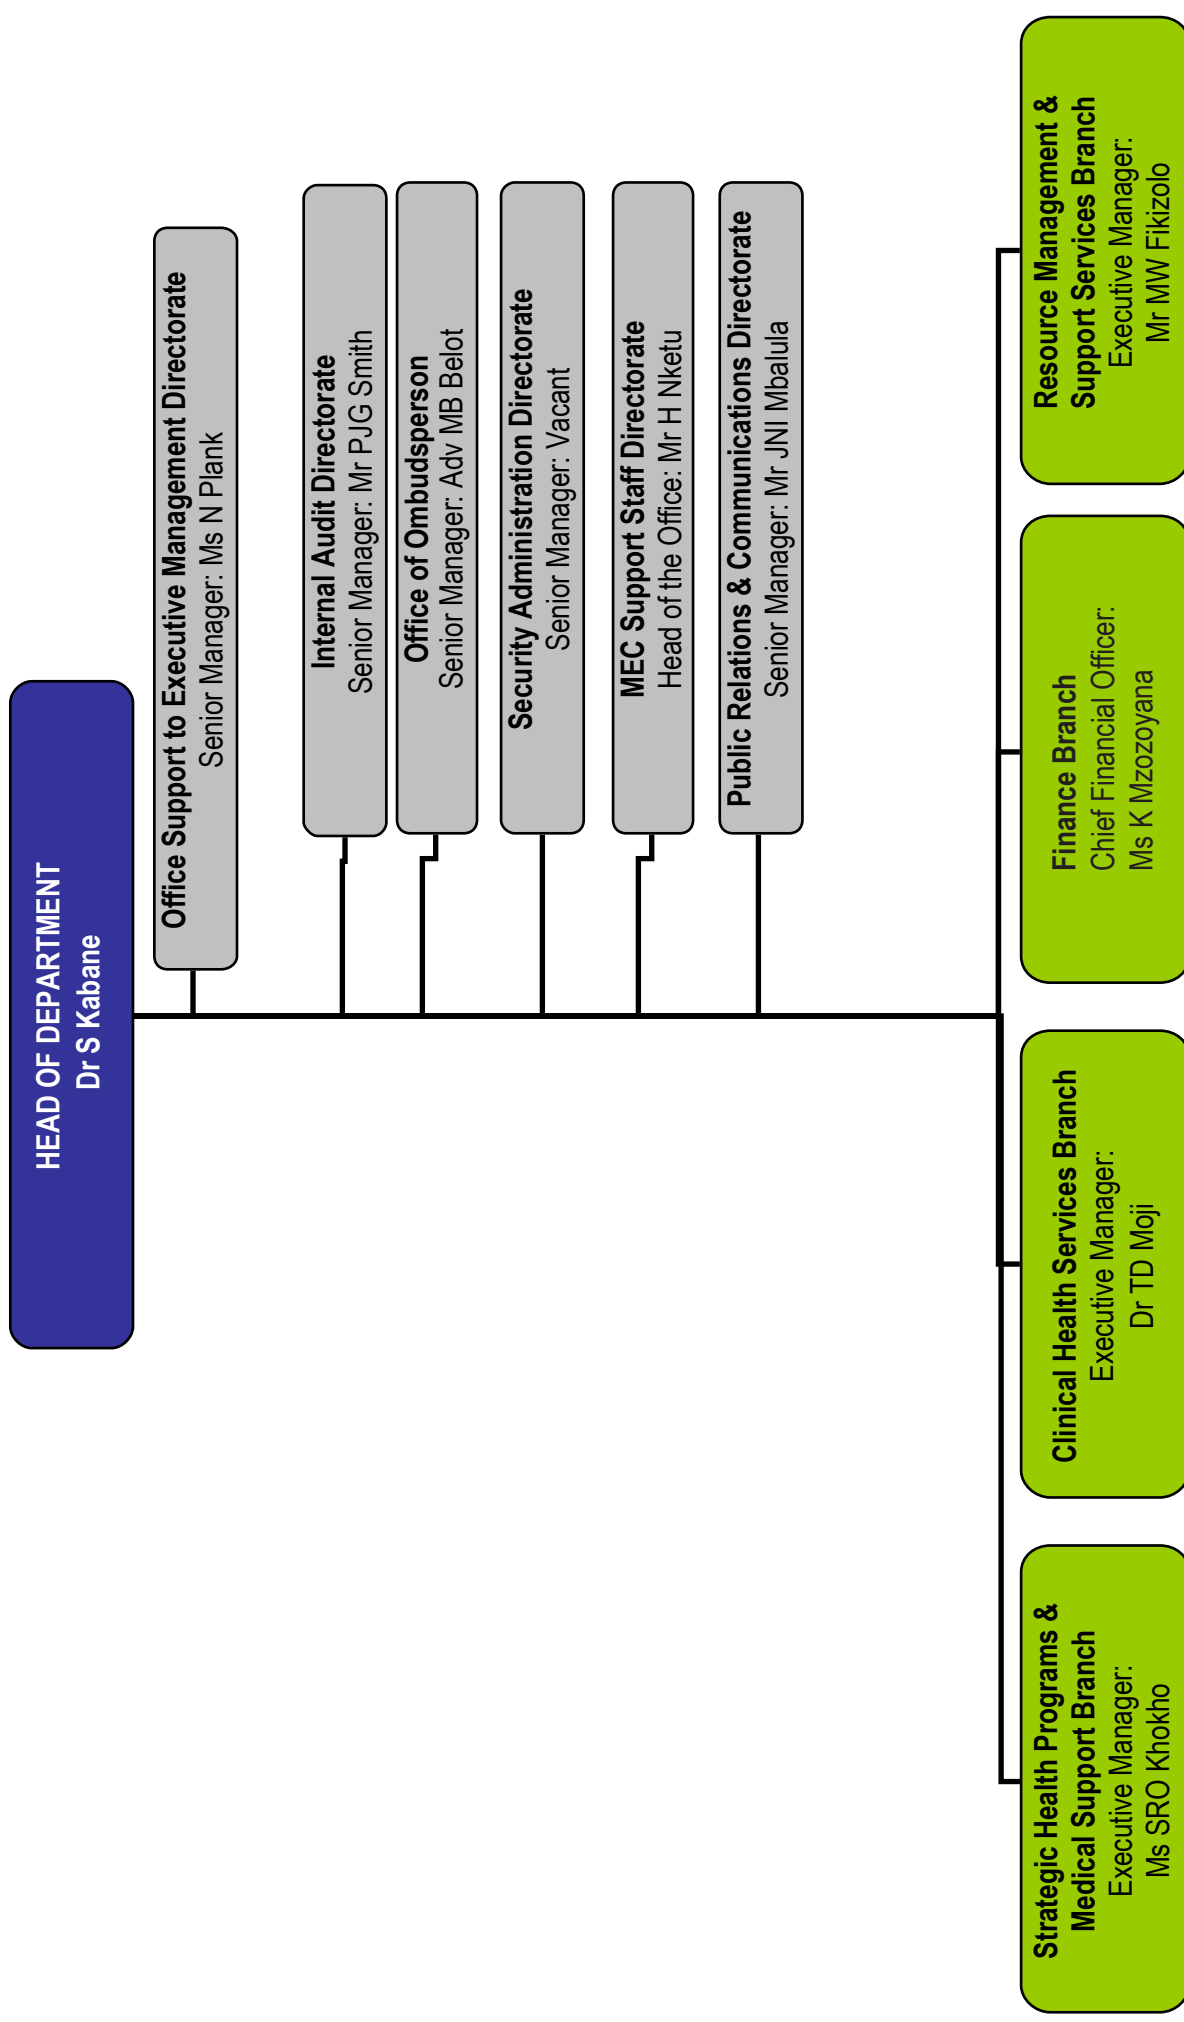 HEAD OF DEPARTMENT
Dr S Kabane
Office Support to Executive Management Directorate
Senior Manager: Ms N Plank
Internal Audit Directorate
Senior Manager: Mr PJG Smith
Office of Ombudsperson
Senior Manager: Adv MB Belot
Security Administration Directorate
Senior Manager: Vacant
MEC Support Staff Directorate
Head of the Office: Mr H Nketu
Public Relations & Communications Directorate
Senior Manager: Mr JNI Mbalula
Strategic Health Programs &
Medical Support Branch
Executive Manager:
Ms SRO Khokho
Clinical Health Services Branch
Executive Manager:
Dr TD Moji
Finance Branch
Chief Financial Officer:
Ms K Mzozoyana
Resource Management &
Support Services Branch
Executive Manager:
Mr MW Fikizolo